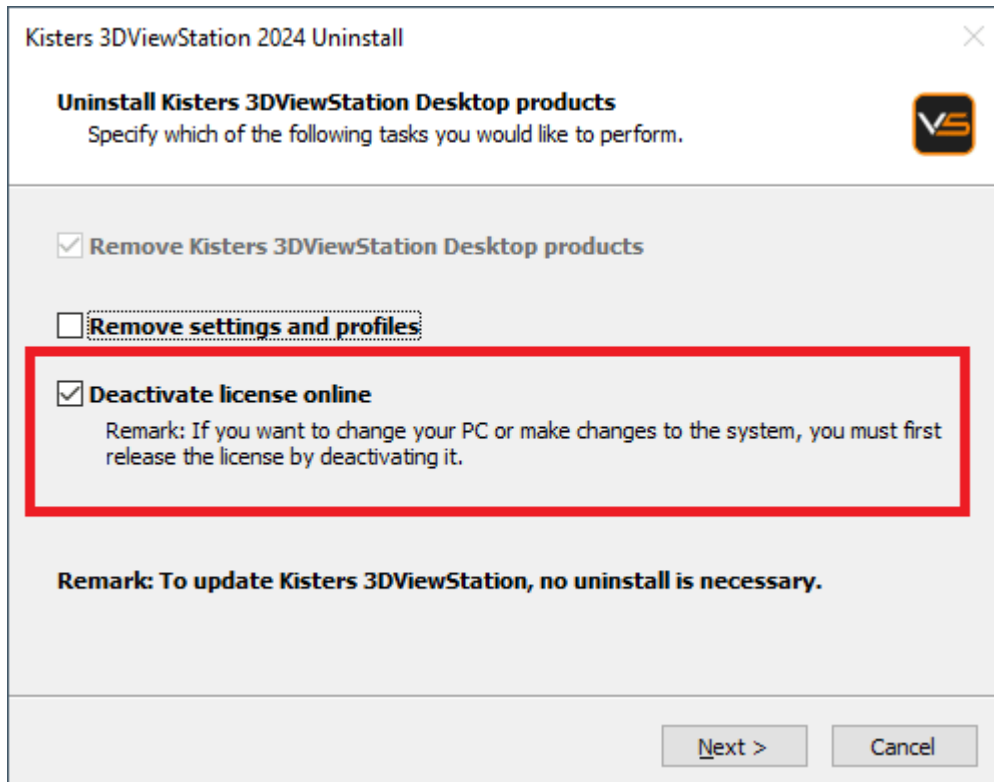 Kisters 3DViewStation 2024 Uninstall
Uninstall Kisters 3DViewStation Desktop products
Specify which of the following tasks you would like to perform.
VS
Remove Kisters 3DViewStation Desktop products
Remove settings and profiles
Deactivate license online
Remark: If you want to change your PC or make changes to the system, you must first
release the license by deactivating it.
Remark: To update Kisters 3DViewStation, no uninstall is necessary.
Next >
Cancel